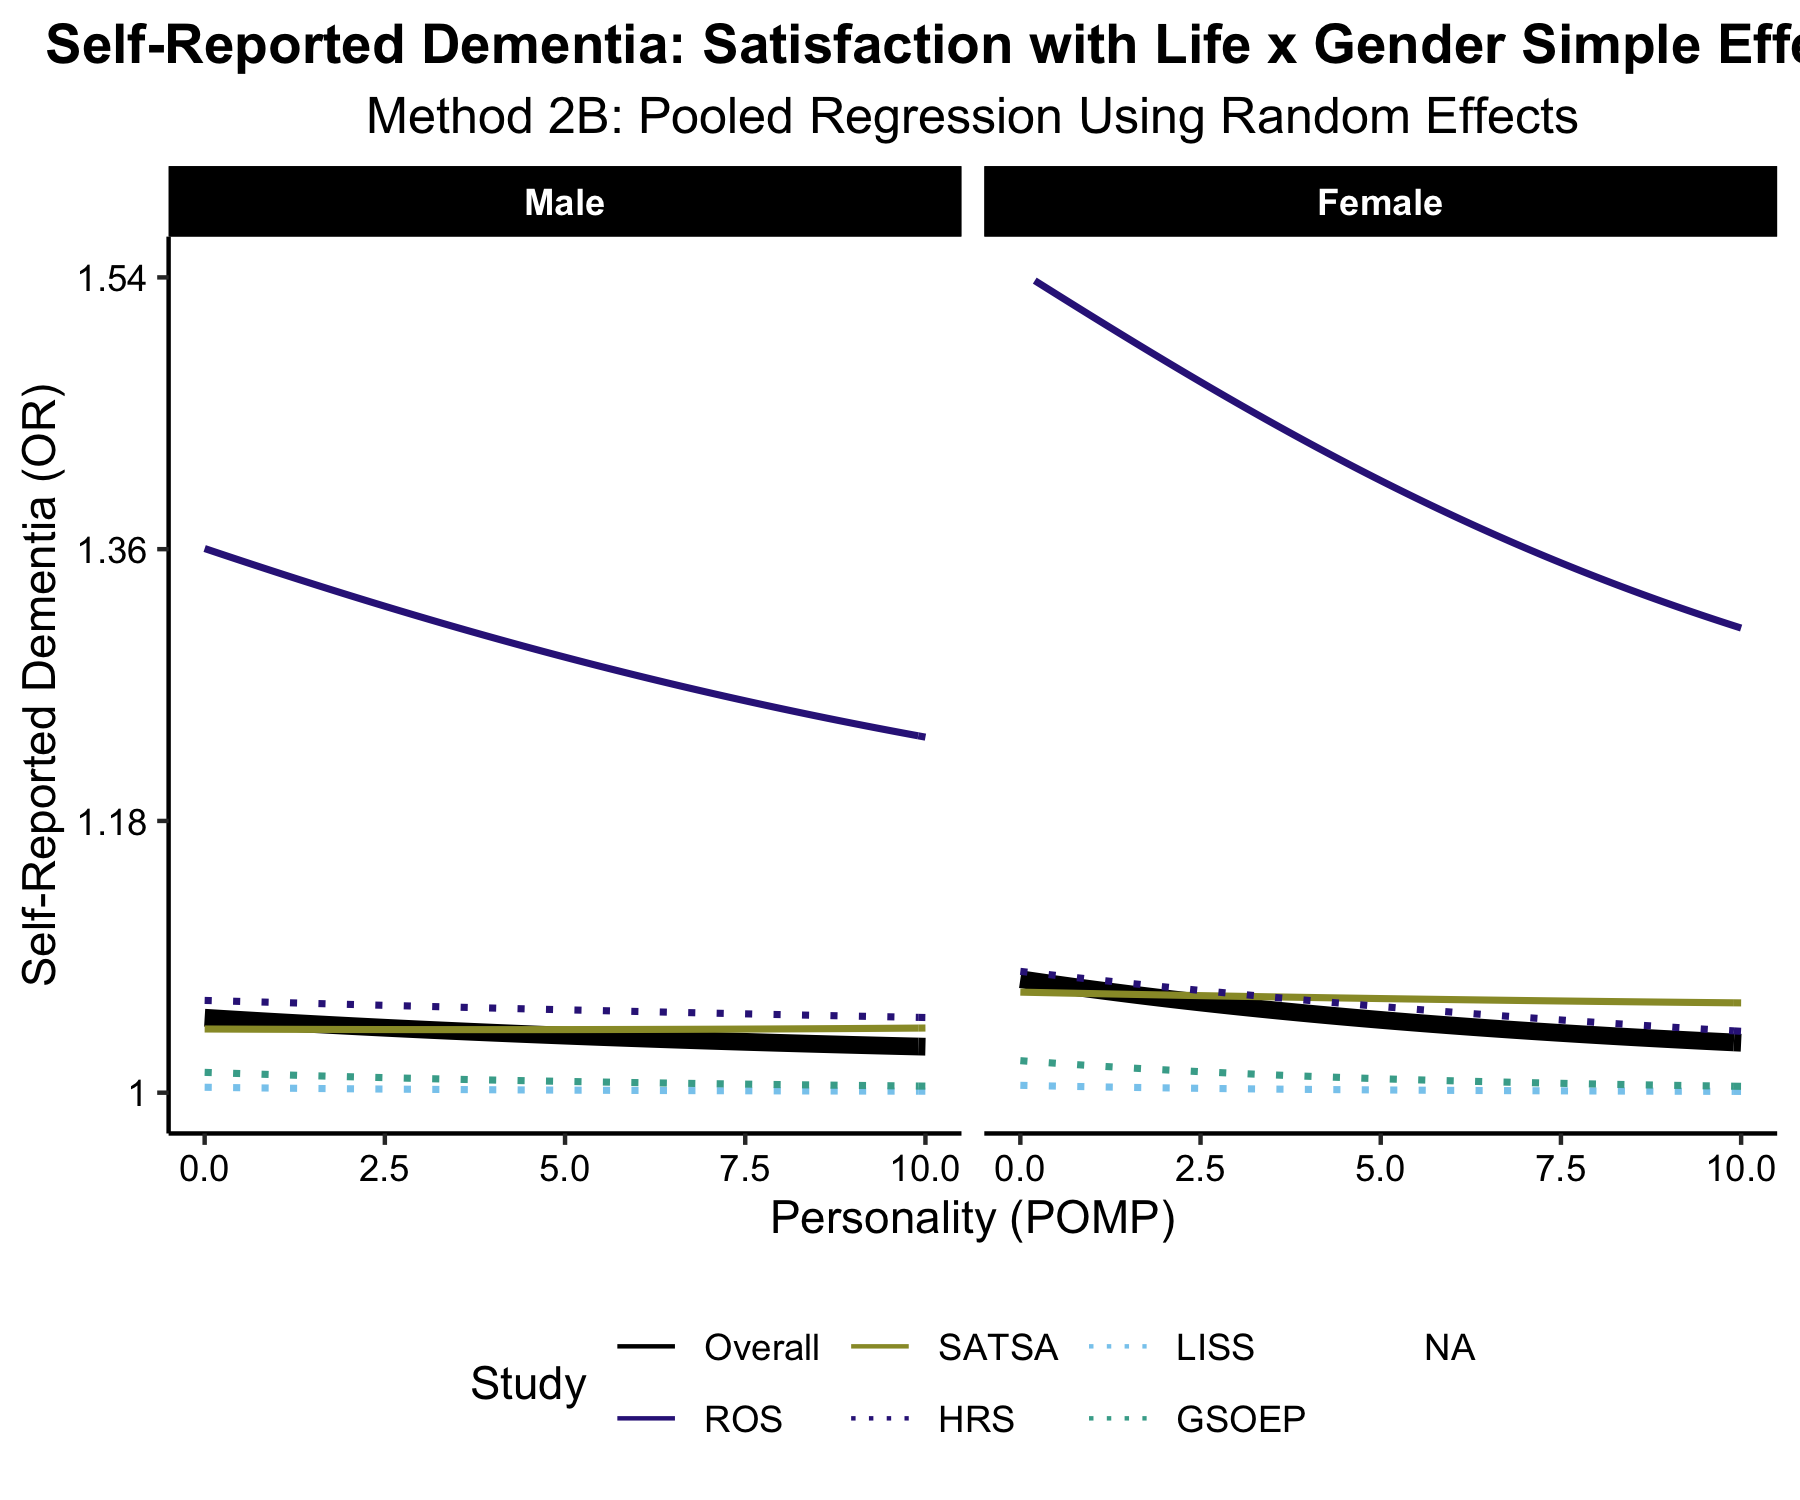 Self-Reported Dementia: Satisfaction with Life x Gender Simple Effe
Method 2B: Pooled Regression Using Random Effects
Male
Female
Self-Reported Dementia (OR)
1.54
1.36
1.18
1
0.0 2.5 5.0 7.5 10.0
0.0 2.5 5.0 7.5 10.0
Personality (POMP)
Study
Overall SATSA LISS NA
ROS HRS GSOEP